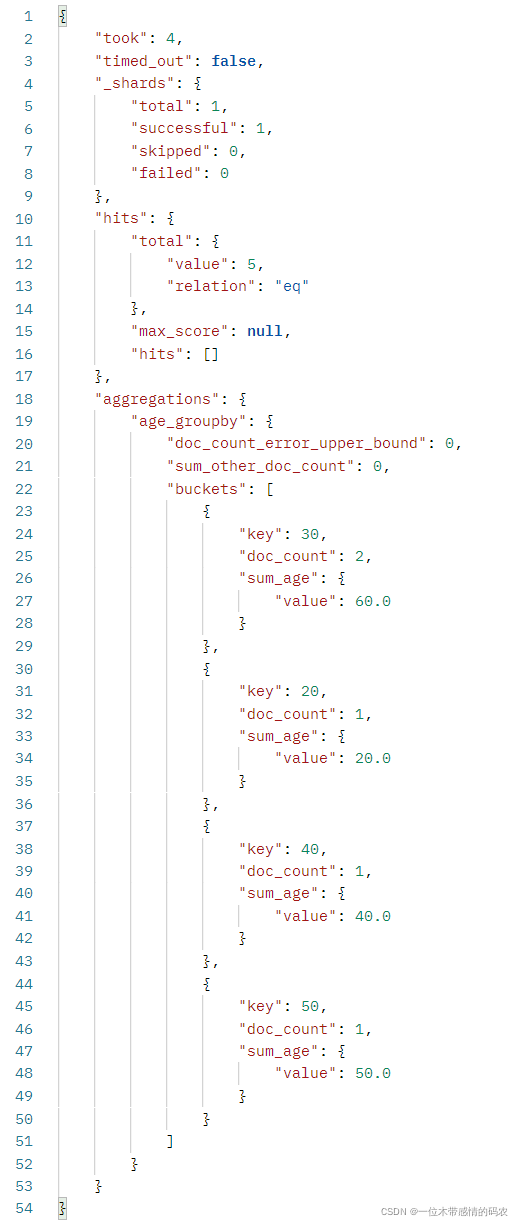 1 {
2 "took": 4,
3 "timed_out": false,
4 "_shards": {
5 "total": 1,
6 "successful": 1,
7 "skipped": 0,
8 "failed": 0
9 },
10 "hits": {
11 "total": {
12 "value": 5,
13 "relation": "eq"
14 },
15 "max_score": null,
16 "hits": []
17 },
18 "aggregations": {
19 "age_groupby": {
20 "doc_count_error_upper_bound": 0,
21 "sum_other_doc_count": 0,
22 "buckets": [
23 {
24 "key": 30,
25 "doc_count": 2,
26 "sum_age": {
27 "value": 60.0
28 }
29 },
30 {
31 "key": 20,
32 "doc_count": 1,
33 "sum_age": {
34 "value": 20.0
35 }
36 },
37 {
38 "key": 40,
39 "doc_count": 1,
40 "sum_age": {
41 "value": 40.0
42 }
43 },
44 {
45 "key": 50,
46 "doc_count": 1,
47 "sum_age": {
48 "value": 50.0
49 }
50 }
51 ]
52 }
53 }
54 }
CSDN @一位木带感情的码农